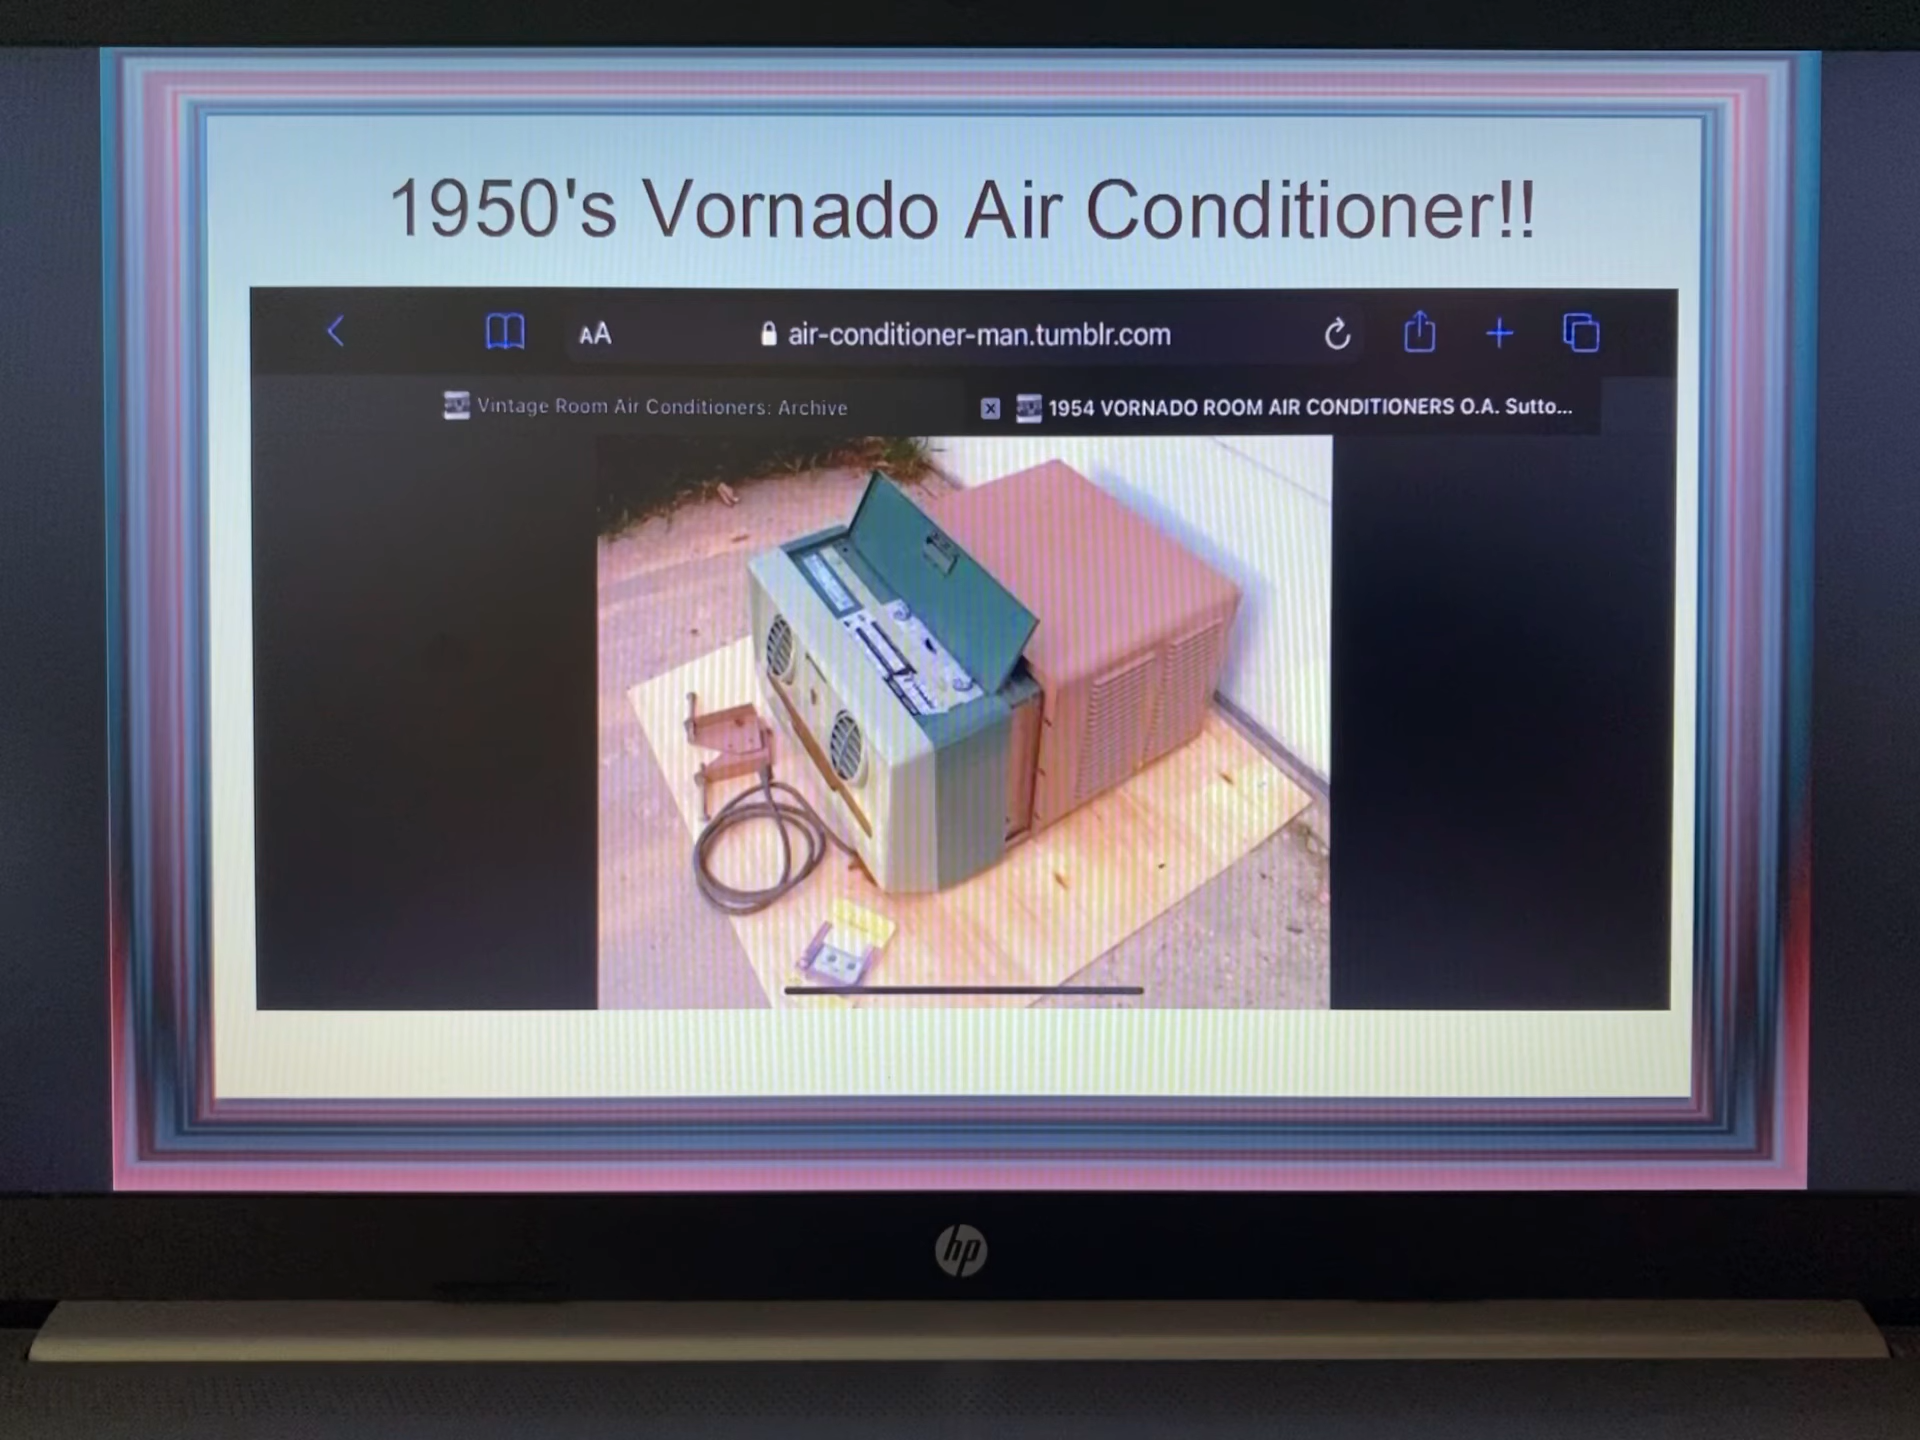 1950's Vornado Air Conditioner!!
AA air-conditioner-man.tumblr.com
Vintage Room Air Conditioners: Archive
1954 VORNADO ROOM AIR CONDITIONERS O.A. Sutto...
hp